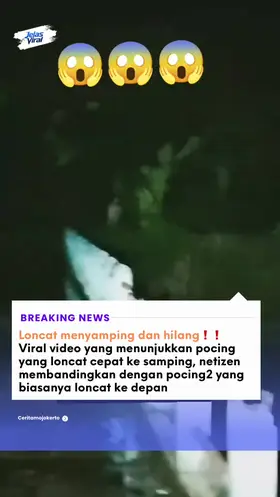 Jelas
Viral
BREAKING NEWS
Loncat menyamping dan hilang❗❗
Viral video yang menunjukkan pocing
yang loncat cepat ke samping, netizen
membandingkan dengan pocing2 yang
biasanya loncat ke depan
Ceritamojokerto